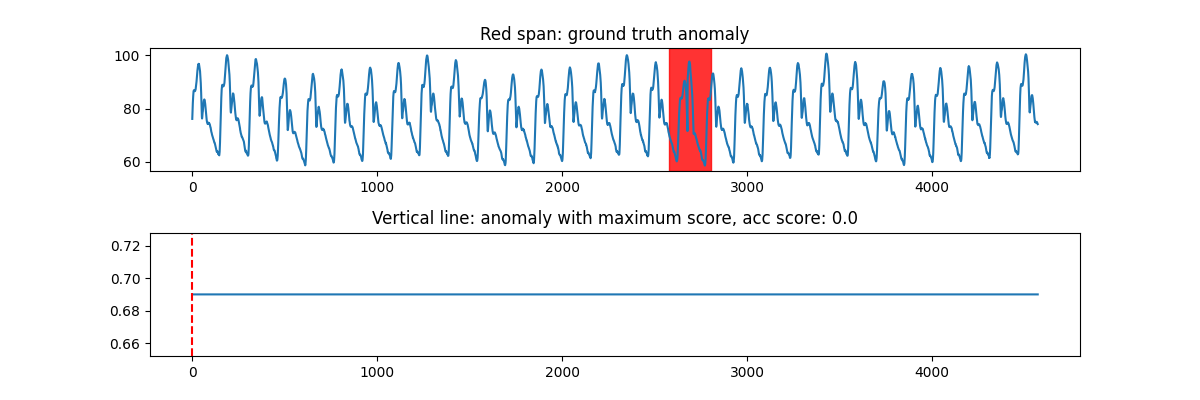 Red span: ground truth anomaly
100
80
60
0 1000 2000 3000 4000
Vertical line: anomaly with maximum score, acc score: 0.0
0.72
0.70
0.68
0.66
0 1000 2000 3000 4000